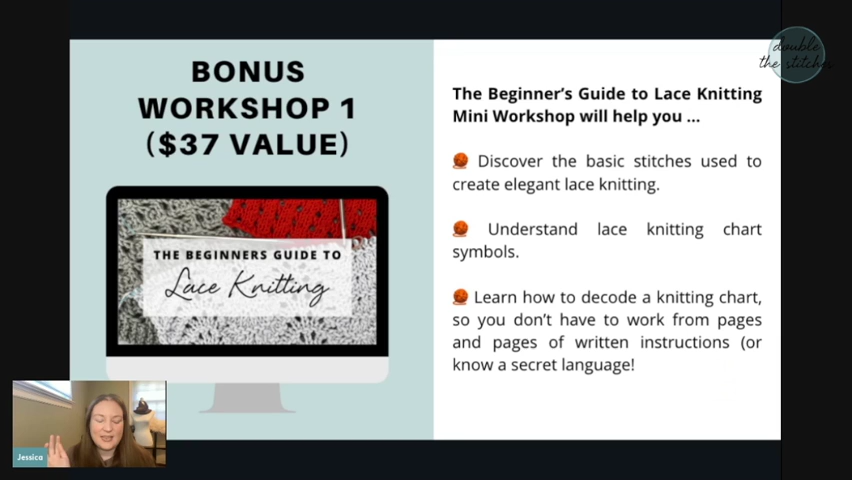 BONUS
WORKSHOP 1
($37 VALUE)
THE BEGINNERS GUIDE TO
Lace Knitting
The Beginner's Guide to Lace Knitting
Mini Workshop will help you ...
Discover the basic stitches used to
create elegant lace knitting.
Understand lace knitting chart
symbols.
Learn how to decode a knitting chart,
so you don't have to work from pages
and pages of written instructions (or
know a secret language!
double
the stitches
Jessica